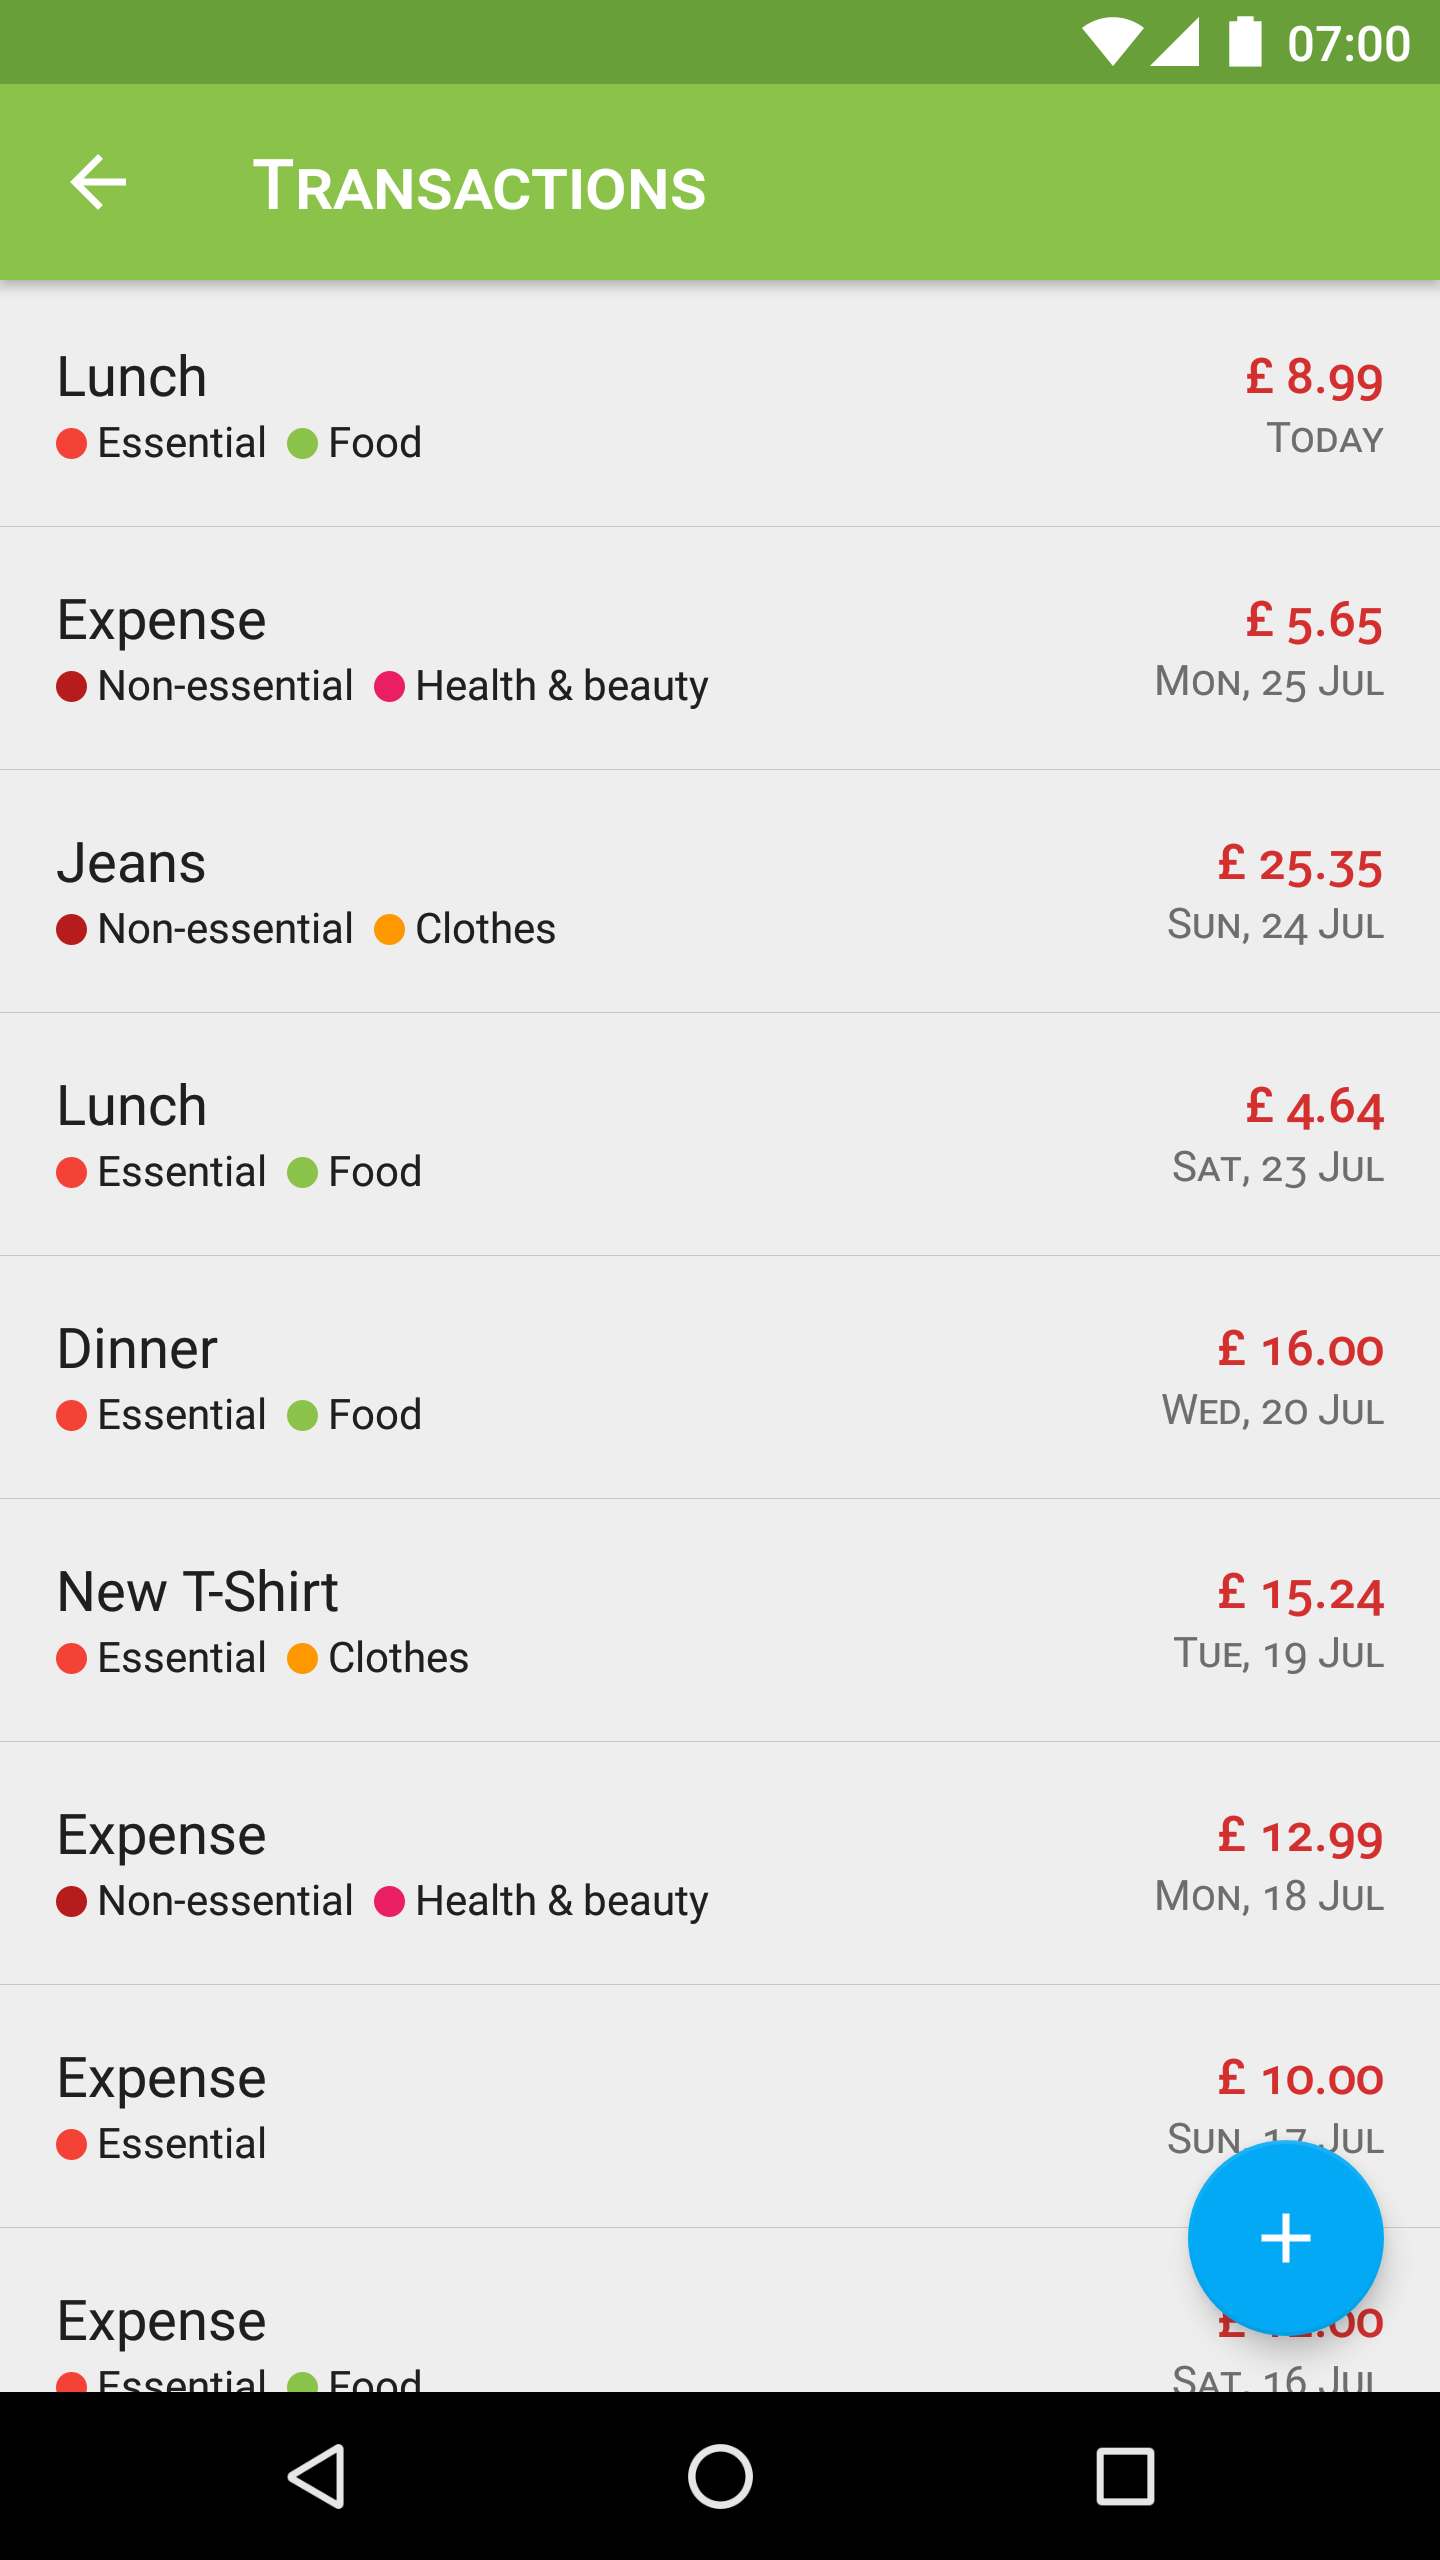 07:00
Transactions
Lunch £ 8.99
Essential Food Today
Expense £ 5.65
Non-essential Health & beauty Mon, 25 Jul
Jeans £ 25.35
Non-essential Clothes Sun, 24 Jul
Lunch £ 4.64
Essential Food Sat, 23 Jul
Dinner £ 16.00
Essential Food Wed, 20 Jul
New T-Shirt £ 15.24
Essential Clothes Tue, 19 Jul
Expense £ 12.99
Non-essential Health & beauty Mon, 18 Jul
Expense £ 10.00
Essential Sun, 17 Jul
Expense £
Essential Food Sat, 16 Jul